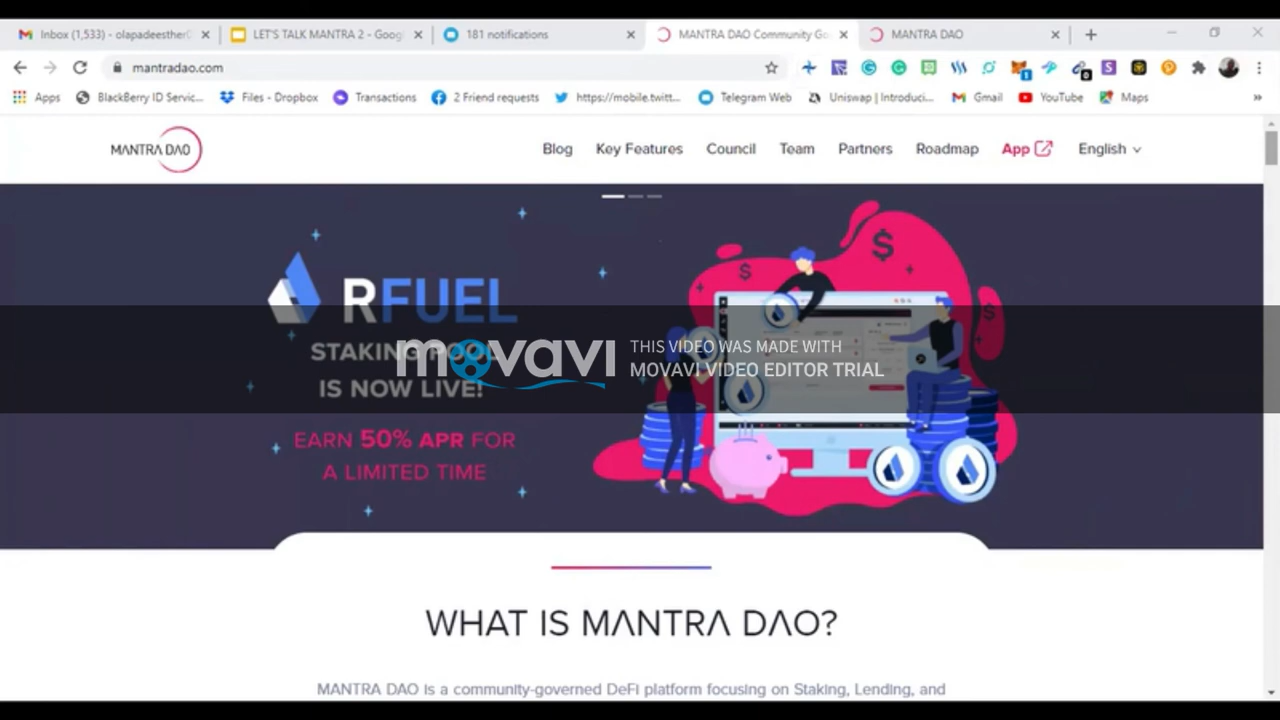 Inbox (1,533) - olapadeesther
LET'S TALK MANTRA 2 - Goog
181 notifications
MANTRA DAO Community Go
MANTRA DAO
mantradao.com
Apps
BlackBerry ID Servic...
Files - Dropbox
Transactions
2 Friend requests
https://mobile.twitt...
Telegram Web
Uniswap | Introduci...
Gmail
YouTube
Maps
MANTRA DAO
Blog
Key Features
Council
Team
Partners
Roadmap
App
English
RFUEL
STAKING POOL
IS NOW LIVE!
EARN 50% APR FOR
A LIMITED TIME
movavi
THIS VIDEO WAS MADE WITH
MOVAVI VIDEO EDITOR TRIAL
WHAT IS MANTRA DAO?
MANTRA DAO is a community-governed DeFi platform focusing on Staking, Lending, and